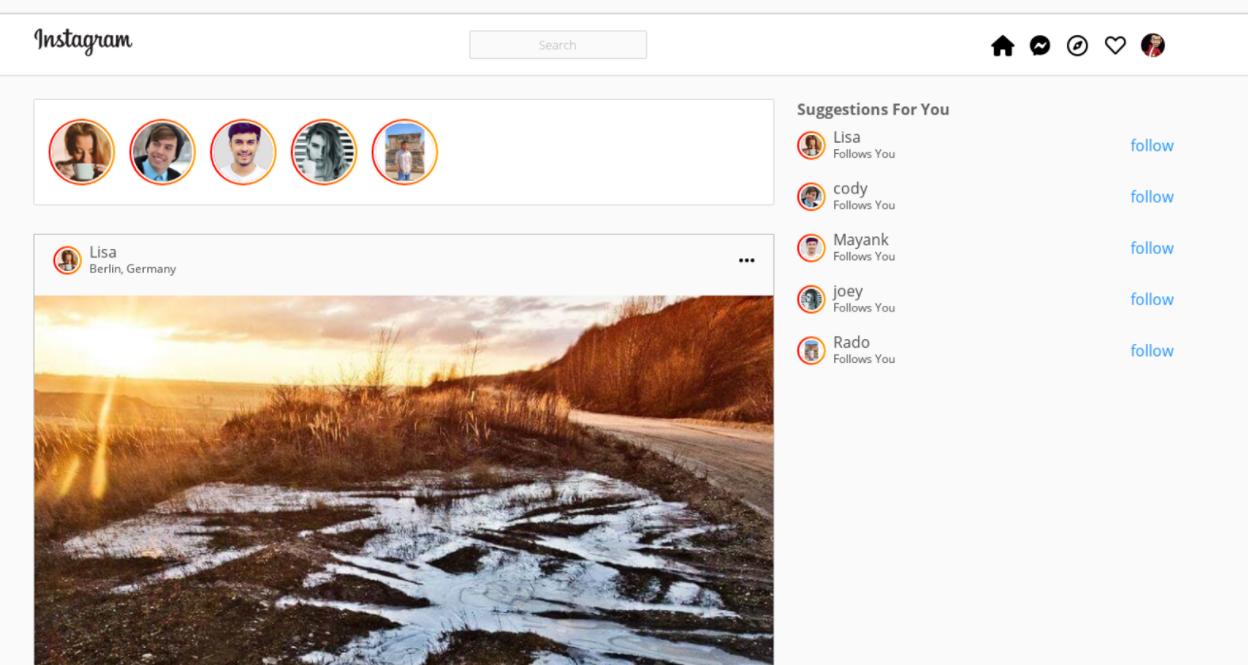 Instagram
Search
Suggestions For You
Lisa
Follows You
follow
cody
Follows You
follow
Mayank
Follows You
follow
joey
Follows You
follow
Rado
Follows You
follow
Lisa
Berlin, Germany